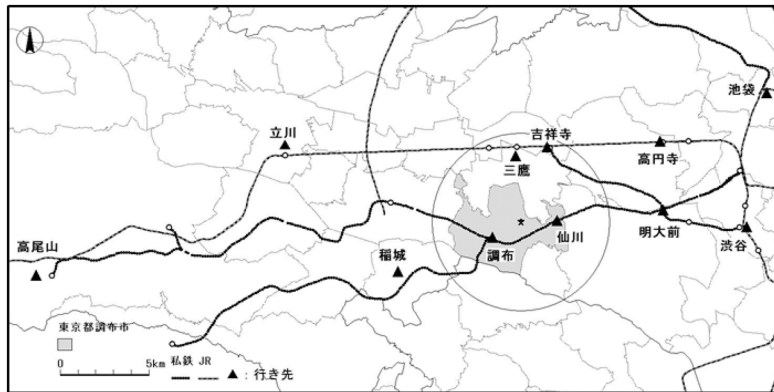 池袋
吉祥寺
立川
高円寺
三鷹
高尾山
稲城
調布
仙川
明大前
渋谷
東京都調布市
0 5km
私鉄 JR ▲：行き先